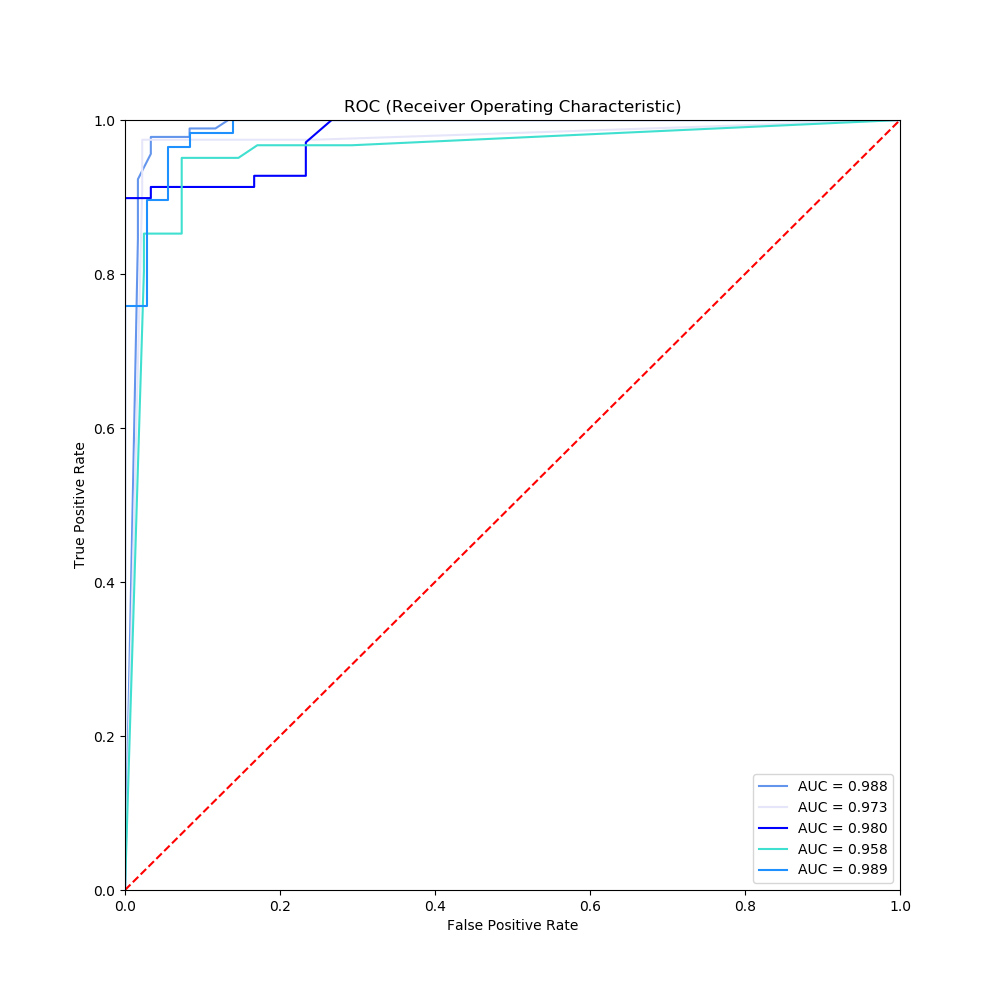 ROC (Receiver Operating Characteristic)
1.0
0.8
0.6
0.4
0.2
0.0
True Positive Rate
AUC = 0.988
AUC = 0.973
AUC = 0.980
AUC = 0.958
AUC = 0.989
0.0 0.2 0.4 0.6 0.8 1.0
False Positive Rate